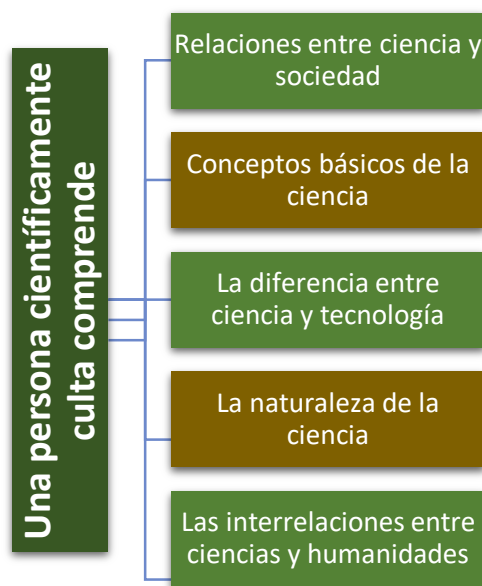 Una persona científicamente
culta comprende
Relaciones entre ciencia y
sociedad
Conceptos básicos de la
ciencia
La diferencia entre
ciencia y tecnología
La naturaleza de la
ciencia
Las interrelaciones entre
ciencias y humanidades